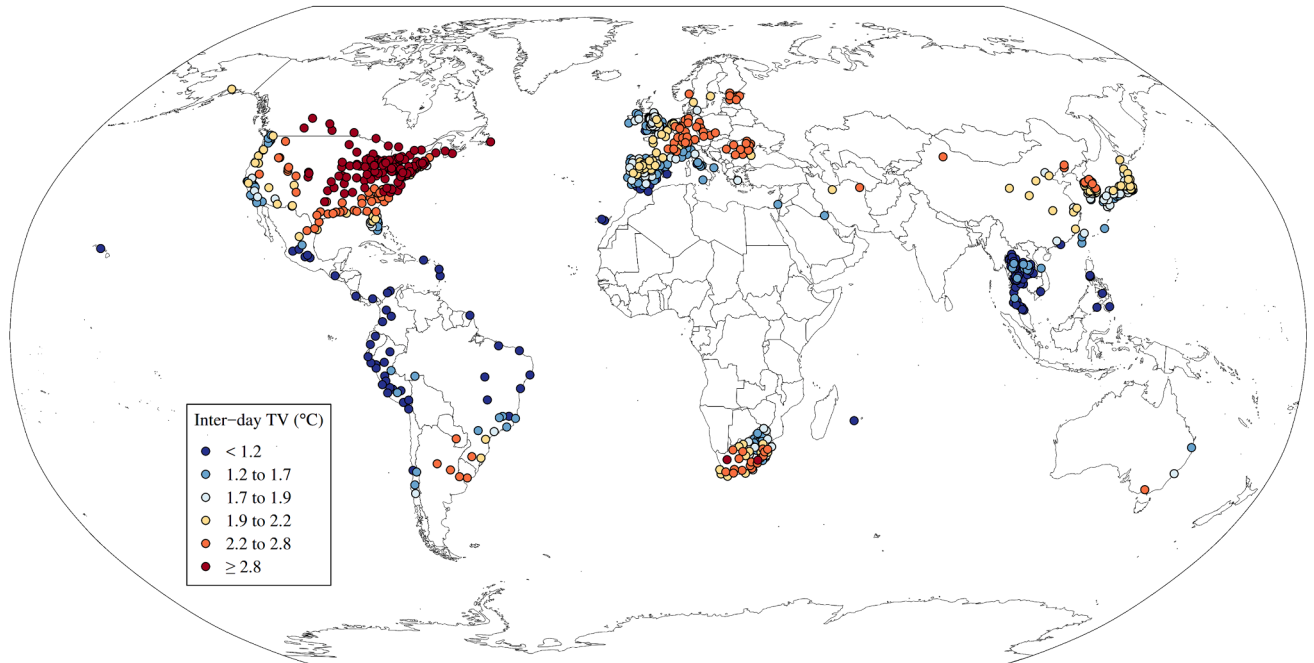 Inter−day TV (°C)
< 1.2
1.2 to 1.7
1.7 to 1.9
1.9 to 2.2
2.2 to 2.8
≥ 2.8